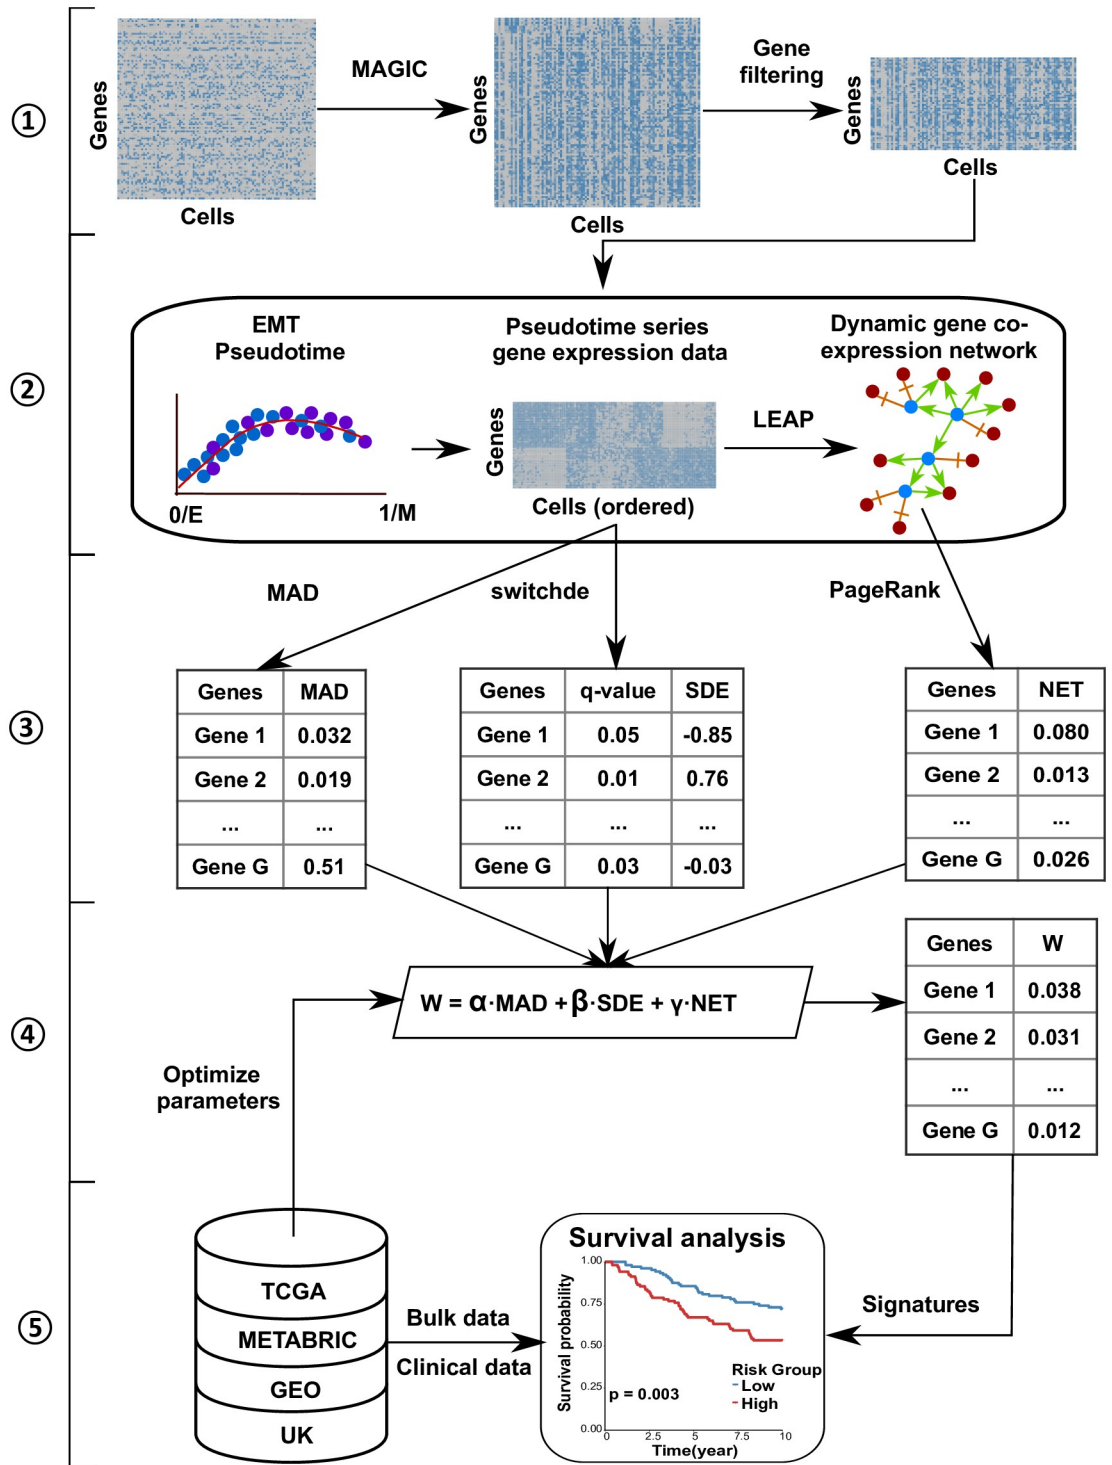 ①
Genes
Cells
MAGIC
Genes
Cells
Gene
filtering
Genes
Cells
②
EMT
Pseudotime
0/E
1/M
Pseudotime series
gene expression data
Genes
Cells (ordered)
LEAP
Dynamic gene co-
expression network
③
MAD
switchde
PageRank
Genes MAD
Gene 1 0.032
Gene 2 0.019
... ...
Gene G 0.51
Genes q-value SDE
Gene 1 0.05 -0.85
Gene 2 0.01 0.76
... ... ...
Gene G 0.03 -0.03
Genes NET
Gene 1 0.080
Gene 2 0.013
... ...
Gene G 0.026
④
Optimize
parameters
W = α·MAD + β·SDE + γ·NET
Genes W
Gene 1 0.038
Gene 2 0.031
... ...
Gene G 0.012
⑤
TCGA
METABRIC
GEO
UK
Bulk data
Clinical data
Survival analysis
Survival probability
1.00
0.75
0.50
0.25
0.00
p = 0.003
Risk Group
Low
High
0 2.5 5 7.5 10
Time(year)
Signatures